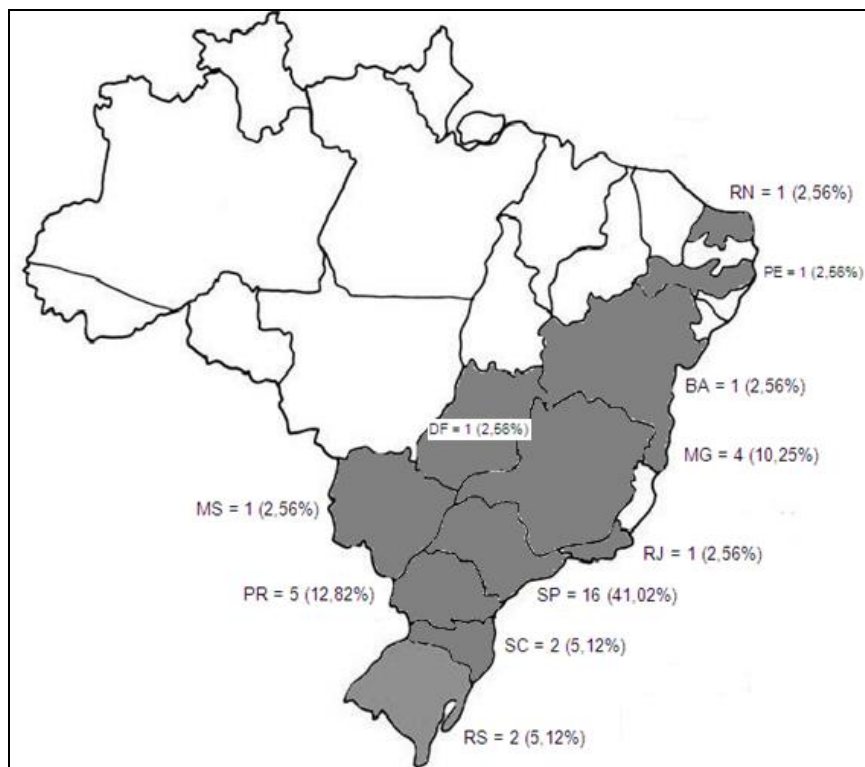 RN = 1 (2,56%)
PE = 1 (2,56%)
BA = 1 (2,56%)
DF = 1 (2,56%)
MG = 4 (10,25%)
MS = 1 (2,56%)
RJ = 1 (2,56%)
PR = 5 (12,82%)
SP = 16 (41,02%)
SC = 2 (5,12%)
RS = 2 (5,12%)